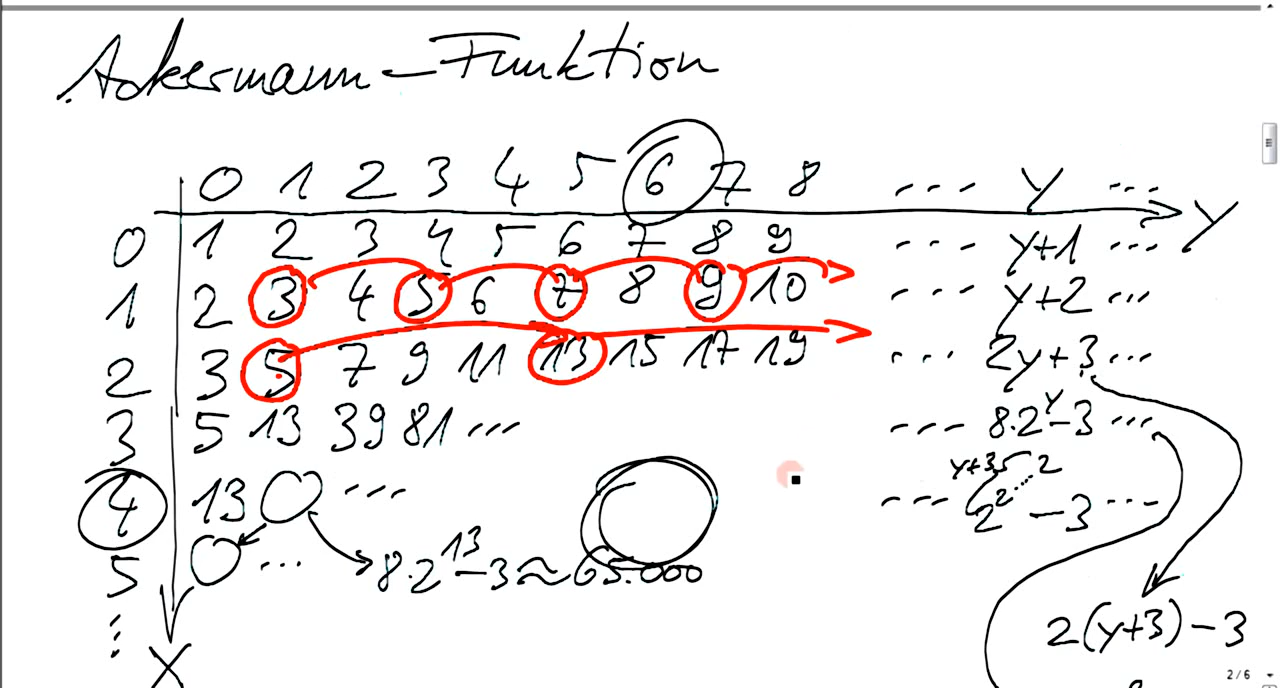 Ackermann-Funktion
0 1 2 3 4 5 6 7 8 ... y ... y
0 1 2 3 4 5 6 7 8 9 ... y+1 ...
1 2 3 4 5 6 7 8 9 10 ... y+2 ...
2 3 5 7 9 11 13 15 17 19 ... 2y+3 ...
3 5 13 39 81 ... ... 8·2^y-3 ...
y+3 2
4 13 ... ... 2^2^... -3 ...
5 ... 8·2^13-3≈65.000
⋮ 2(y+3)-3
X
2/6